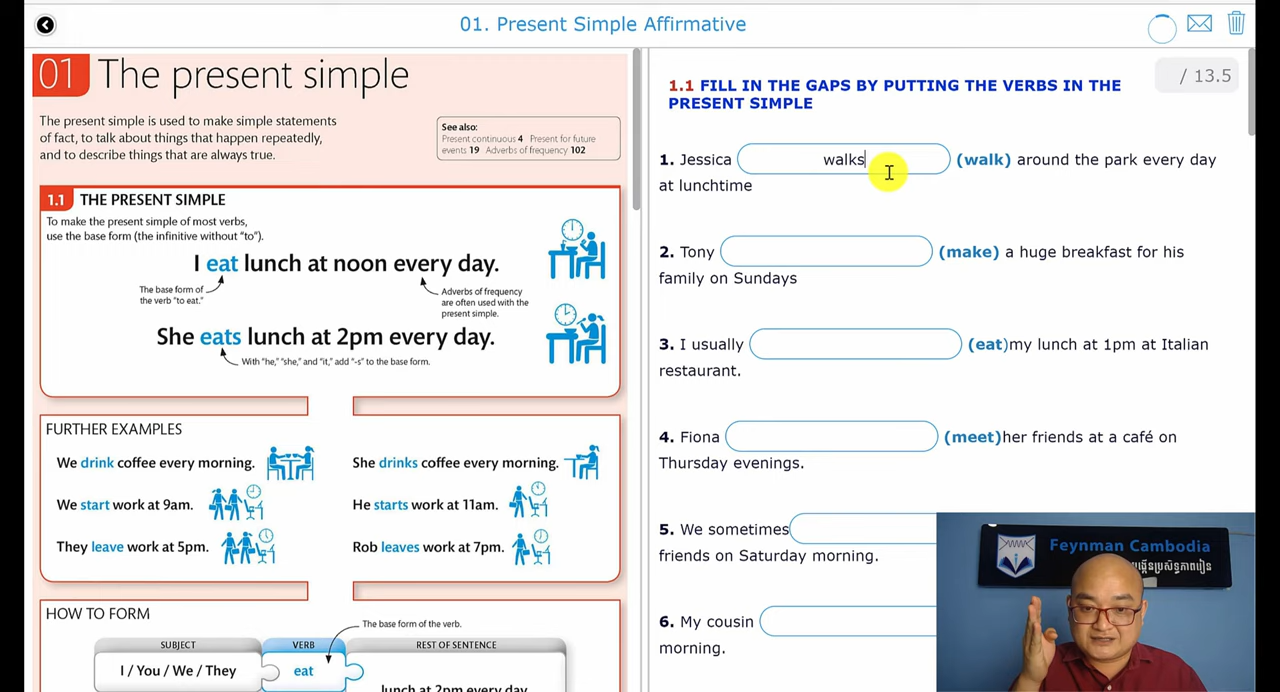 01. Present Simple Affirmative
01 The present simple
The present simple is used to make simple statements
of fact, to talk about things that happen repeatedly,
and to describe things that are always true.
See also:
Present continuous 4 Present for future
events 19 Adverbs of frequency 102
1.1 THE PRESENT SIMPLE
To make the present simple of most verbs,
use the base form (the infinitive without “to”).
I eat lunch at noon every day.
The base form of
the verb “to eat.”
Adverbs of frequency
are often used with the
present simple.
She eats lunch at 2pm every day.
With “he,” “she,” and “it,” add “-s” to the base form.
FURTHER EXAMPLES
We drink coffee every morning.
She drinks coffee every morning.
We start work at 9am.
He starts work at 11am.
They leave work at 5pm.
Rob leaves work at 7pm.
HOW TO FORM
The base form of the verb.
SUBJECT
VERB
REST OF SENTENCE
I / You / We / They
eat
lunch at 2pm every day
/ 13.5
1.1 FILL IN THE GAPS BY PUTTING THE VERBS IN THE
PRESENT SIMPLE
1. Jessica walks (walk) around the park every day
at lunchtime
2. Tony (make) a huge breakfast for his
family on Sundays
3. I usually (eat)my lunch at 1pm at Italian
restaurant.
4. Fiona (meet)her friends at a café on
Thursday evenings.
5. We sometimes
friends on Saturday morning.
6. My cousin
morning.
Feynman Cambodia